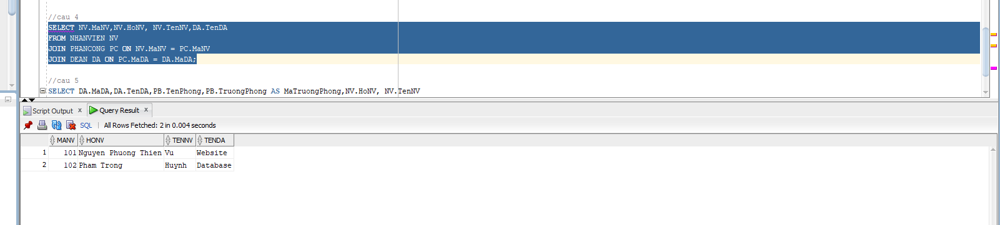 //cau 4
SELECT NV.MaNV,NV.HoNV, NV.TenNV,DA.TenDA
FROM NHANVIEN NV
JOIN PHANCONG PC ON NV.MaNV = PC.MaNV
JOIN DEAN DA ON PC.MaDA = DA.MaDA;
//cau 5
SELECT DA.MaDA,DA.TenDA,PB.TenPhong,PB.TruongPhong AS MaTruongPhong,NV.HoNV, NV.TenNV
Script Output x Query Result x
SQL | All Rows Fetched: 2 in 0.004 seconds
MANV HONV TENNV TENDA
1 101 Nguyen Phuong Thien Vu Website
2 102 Pham Trong Huynh Database